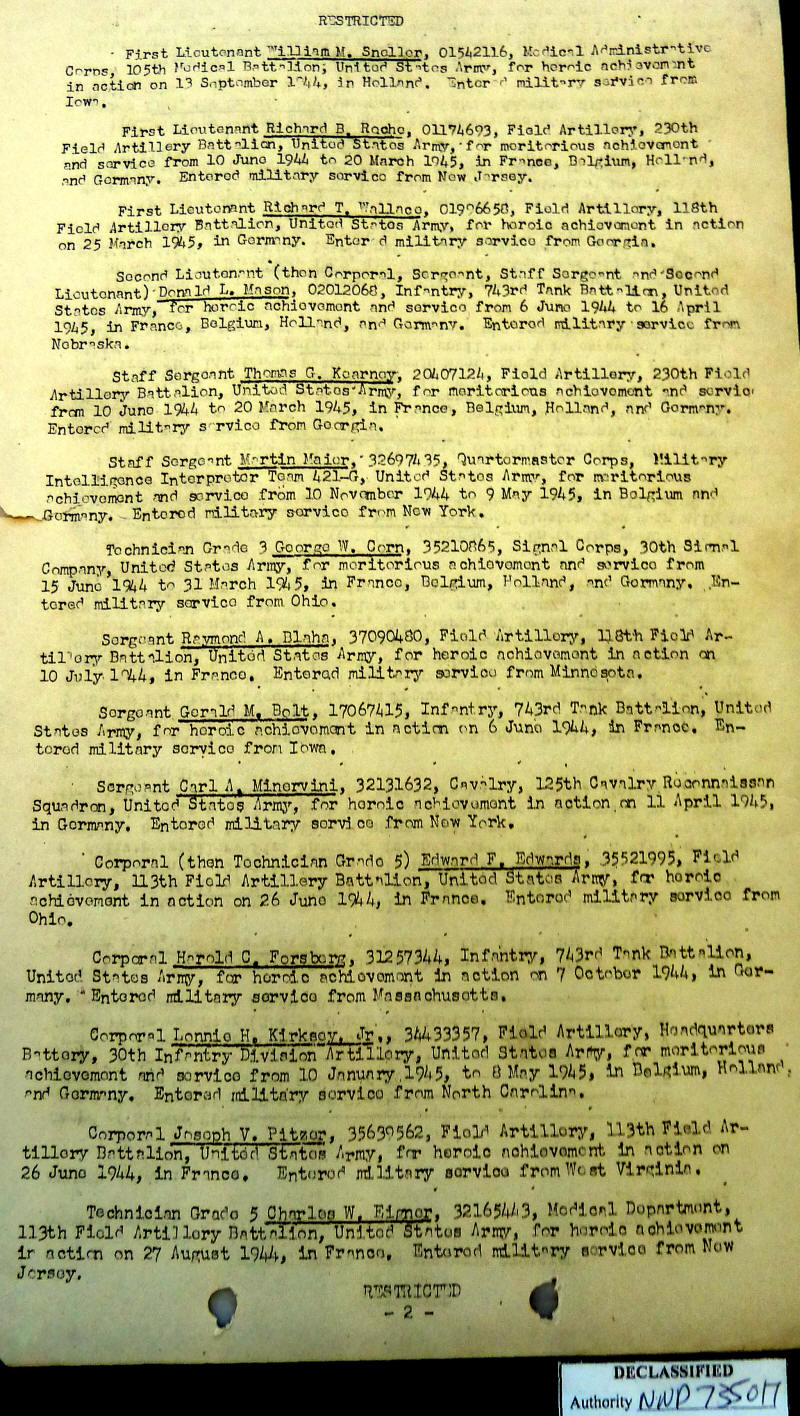 RESTRICTED
First Lieutenant William M. Sneller, 01542116, Medical Administrative
Corps, 105th Medical Battalion, United States Army, for heroic achievement
in action on 13 September 1944, in Holland. Entered military service from
Iowa.
First Lieutenant Richard B. Roche, 01174693, Field Artillery, 230th
Field Artillery Battalion, United States Army, for meritorious achievement
and service from 10 June 1944 to 20 March 1945, in France, Belgium, Holland,
and Germany. Entered military service from New Jersey.
First Lieutenant Richard T. Wallace, 01906658, Field Artillery, 118th
Field Artillery Battalion, United States Army, for heroic achievement in action
on 25 March 1945, in Germany. Entered military service from Georgia.
Second Lieutenant (then Corporal, Sergeant, Staff Sergeant and Second
Lieutenant) Donald L. Mason, 02012068, Infantry, 743rd Tank Battalion, United
States Army, for heroic achievement and service from 6 June 1944 to 16 April
1945, in France, Belgium, Holland, and Germany. Entered military service from
Nebraska.
Staff Sergeant Thomas G. Kearney, 20407124, Field Artillery, 230th Field
Artillery Battalion, United States Army, for meritorious achievement and servic
from 10 June 1944 to 20 March 1945, in France, Belgium, Holland, and Germany.
Entered military service from Georgia.
Staff Sergeant Martin Maier, 32697435, Quartermaster Corps, Military
Intelligence Interpreter Team 421-G, United States Army, for meritorious
achievement and service from 10 November 1944 to 9 May 1945, in Belgium and
Germany. Entered military service from New York.
Technician Grade 3 George W. Corn, 35210865, Signal Corps, 30th Signal
Company, United States Army, for meritorious achievement and service from
15 June 1944 to 31 March 1945, in France, Belgium, Holland, and Germany. En-
tered military service from Ohio.
Sergeant Raymond A. Blaha, 37090480, Field Artillery, 118th Field Ar-
tillery Battalion, United States Army, for heroic achievement in action on
10 July 1944, in France. Entered military service from Minnesota.
Sergeant Gerald M. Bolt, 17067415, Infantry, 743rd Tank Battalion, United
States Army, for heroic achievement in action on 6 June 1944, in France. En-
tered military service from Iowa.
Sergeant Carl A. Minervini, 32131632, Cavalry, 125th Cavalry Reconnaissan
Squadron, United States Army, for heroic achievement in action on 11 April 1945,
in Germany. Entered military service from New York.
Corporal (then Technician Grade 5) Edward F. Edwards, 35521995, Field
Artillery, 113th Field Artillery Battalion, United States Army, for heroic
achievement in action on 26 June 1944, in France. Entered military service from
Ohio.
Corporal Harold C. Forsberg, 31257344, Infantry, 743rd Tank Battalion,
United States Army, for heroic achievement in action on 7 October 1944, in Ger-
many. Entered military service from Massachusetts.
Corporal Lonnie H. Kirksey, Jr., 34433357, Field Artillery, Headquarters
Battery, 30th Infantry Division Artillery, United States Army, for meritorious
achievement and service from 10 January 1945, to 8 May 1945, in Belgium, Holland,
and Germany. Entered military service from North Carolina.
Corporal Joseph V. Pitzer, 35639562, Field Artillery, 113th Field Ar-
tillery Battalion, United States Army, for heroic achievement in action on
26 June 1944, in France. Entered military service from West Virginia.
Technician Grade 5 Charles W. Eigner, 32165443, Medical Department,
113th Field Artillery Battalion, United States Army, for heroic achievement
in action on 27 August 1944, in France. Entered military service from New
Jersey.
RESTRICTED
- 2 -
DECLASSIFIED
Authority NND 735017